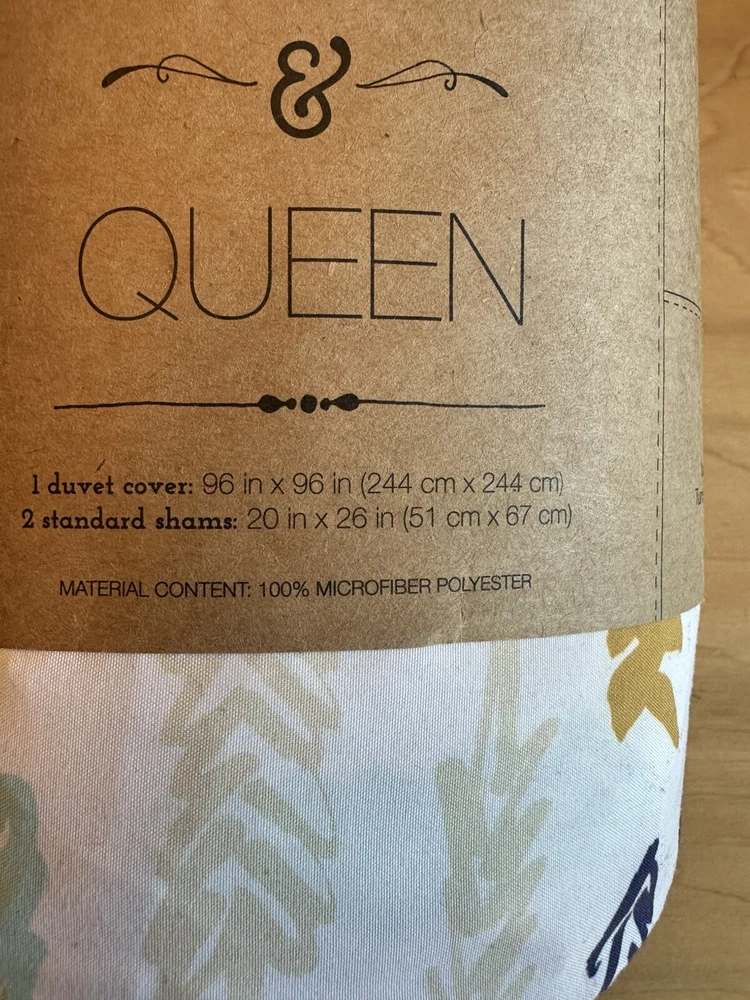 &
QUEEN
1 duvet cover: 96 in x 96 in (244 cm x 244 cm)
2 standard shams: 20 in x 26 in (51 cm x 67 cm)
MATERIAL CONTENT: 100% MICROFIBER POLYESTER